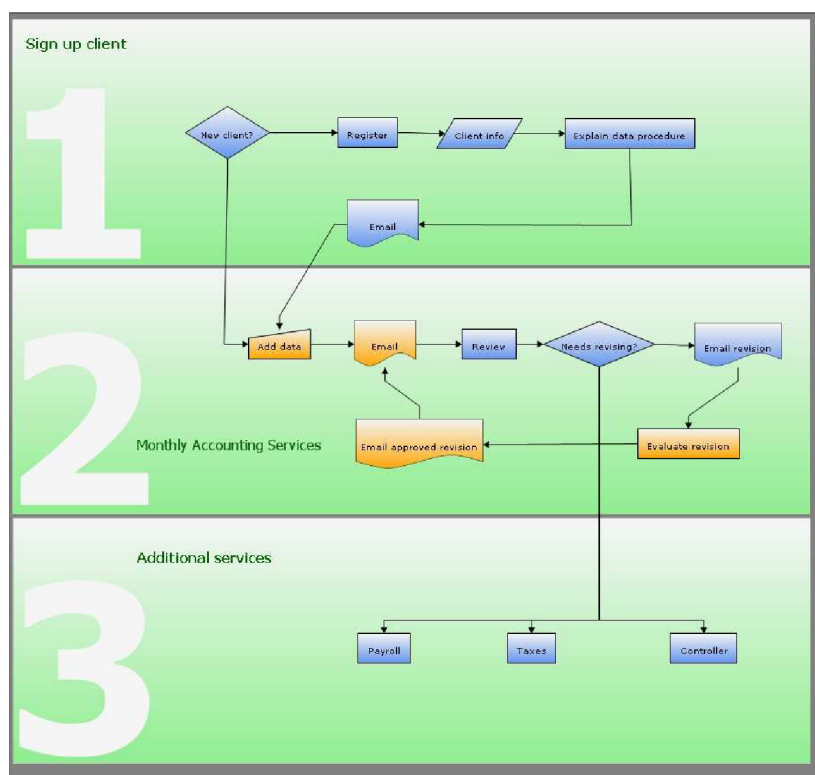 Sign up client
1
New client?
Register
Client info
Explain data procedure
Email
2
Add data
Email
Review
Needs revising?
Email revision
Monthly Accounting Services
Email approved revision
Evaluate revision
3
Additional services
Payroll
Taxes
Controller